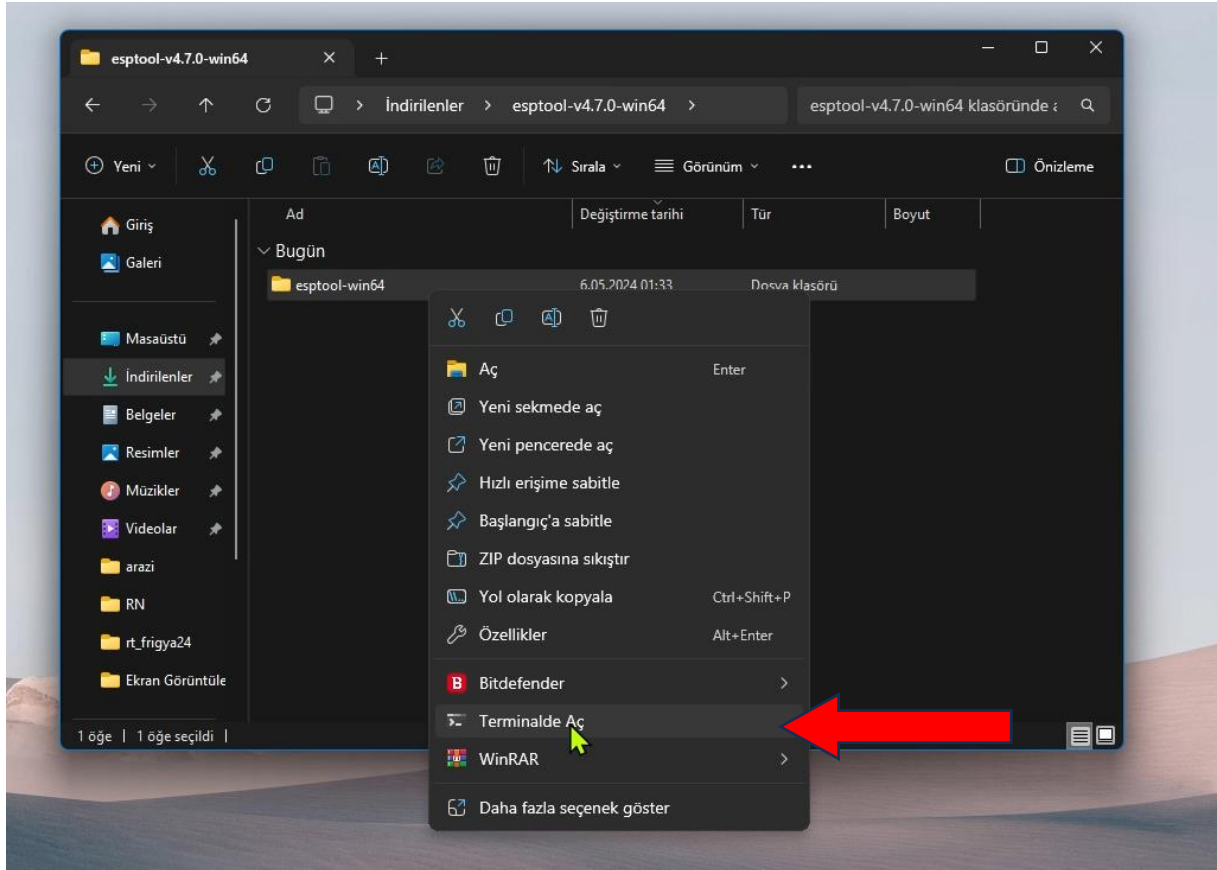 esptool-v4.7.0-win64
İndirilenler > esptool-v4.7.0-win64 >
esptool-v4.7.0-win64 klasöründe a
Yeni
Sırala
Görünüm
Önizleme
Giriş
Galeri
Masaüstü
İndirilenler
Belgeler
Resimler
Müzikler
Videolar
arazi
RN
rt_frigya24
Ekran Görüntüle
Ad Değiştirme tarihi Tür Boyut
Bugün
esptool-win64 6.05.2024 01:33 Dosya klasörü
Aç Enter
Yeni sekmede aç
Yeni pencerede aç
Hızlı erişime sabitle
Başlangıç'a sabitle
ZIP dosyasına sıkıştır
Yol olarak kopyala Ctrl+Shift+P
Özellikler Alt+Enter
B Bitdefender
Terminalde Aç
WinRAR
Daha fazla seçenek göster
1 öğe | 1 öğe seçildi |